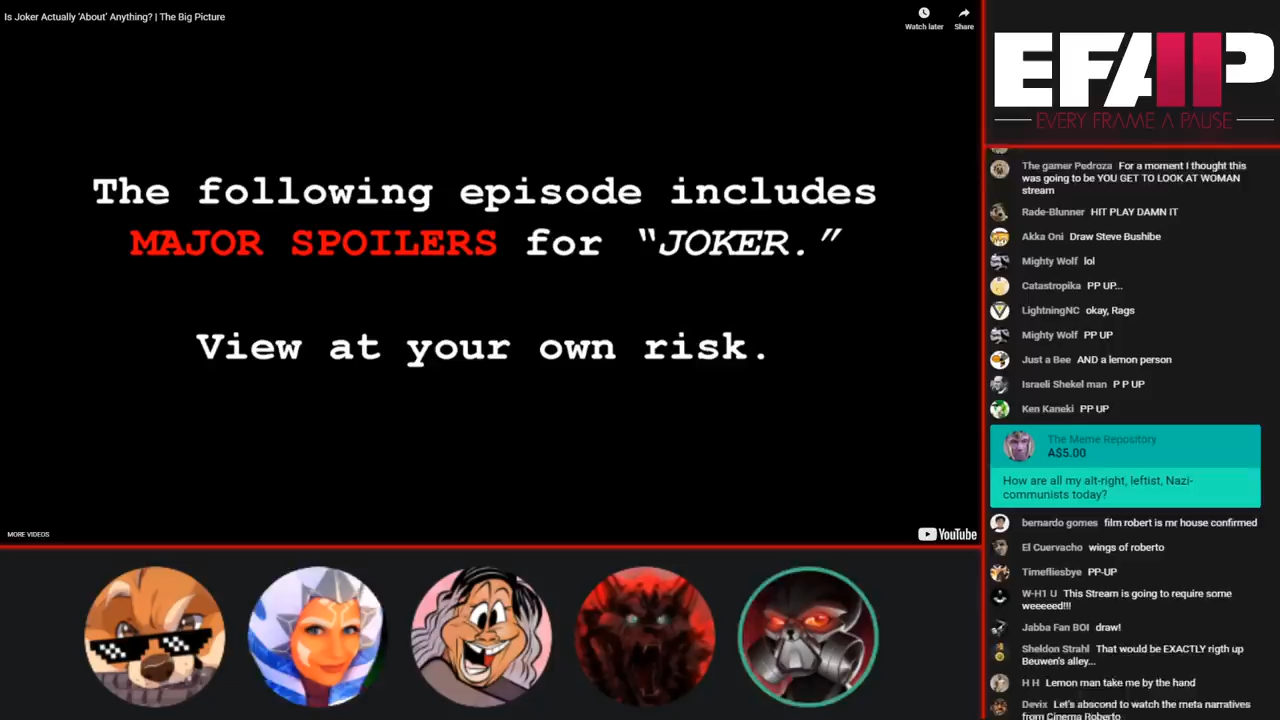 Is Joker Actually ‘About’ Anything? | The Big Picture
Watch later
Share
The following episode includes
MAJOR SPOILERS for “JOKER.”
View at your own risk.
MORE VIDEOS
YouTube
EFAP
EVERY FRAME A PAUSE
The gamer Pedroza For a moment I thought this
was going to be YOU GET TO LOOK AT WOMAN
stream
Rade-Blunner HIT PLAY DAMN IT
Akka Oni Draw Steve Bushibe
Mighty Wolf lol
Catastropika PP UP...
LightningNC okay, Rags
Mighty Wolf PP UP
Just a Bee AND a lemon person
Israeli Shekel man P P UP
Ken Kaneki PP UP
The Meme Repository
A$5.00
How are all my alt-right, leftist, Nazi-
communists today?
bernardo gomes film robert is mr house confirmed
El Cuervacho wings of roberto
Timefliesbye PP-UP
W-H1 U This Stream is going to require some
weeeeed!!!
Jabba Fan BOI draw!
Sheldon Strahl That would be EXACTLY rigth up
Beuwen's alley...
H H Lemon man take me by the hand
Devix Let's abscond to watch the meta narratives
from Cinema Roberto